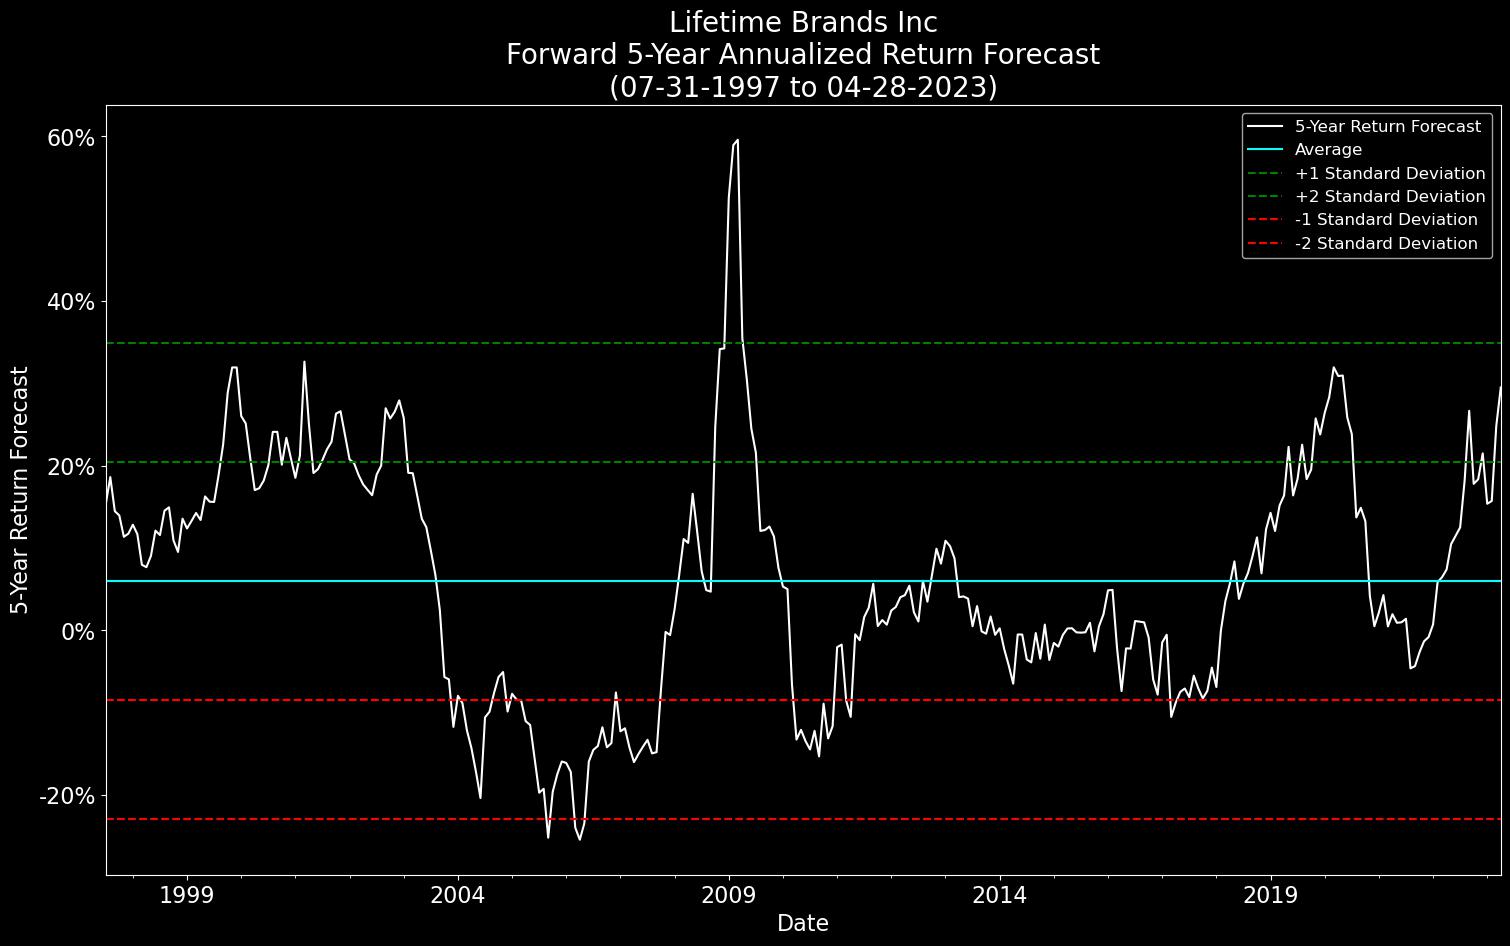 Lifetime Brands Inc
Forward 5-Year Annualized Return Forecast
(07-31-1997 to 04-28-2023)
5-Year Return Forecast
60%
40%
20%
0%
-20%
5-Year Return Forecast
Average
+1 Standard Deviation
+2 Standard Deviation
-1 Standard Deviation
-2 Standard Deviation
1999
2004
2009
2014
2019
Date